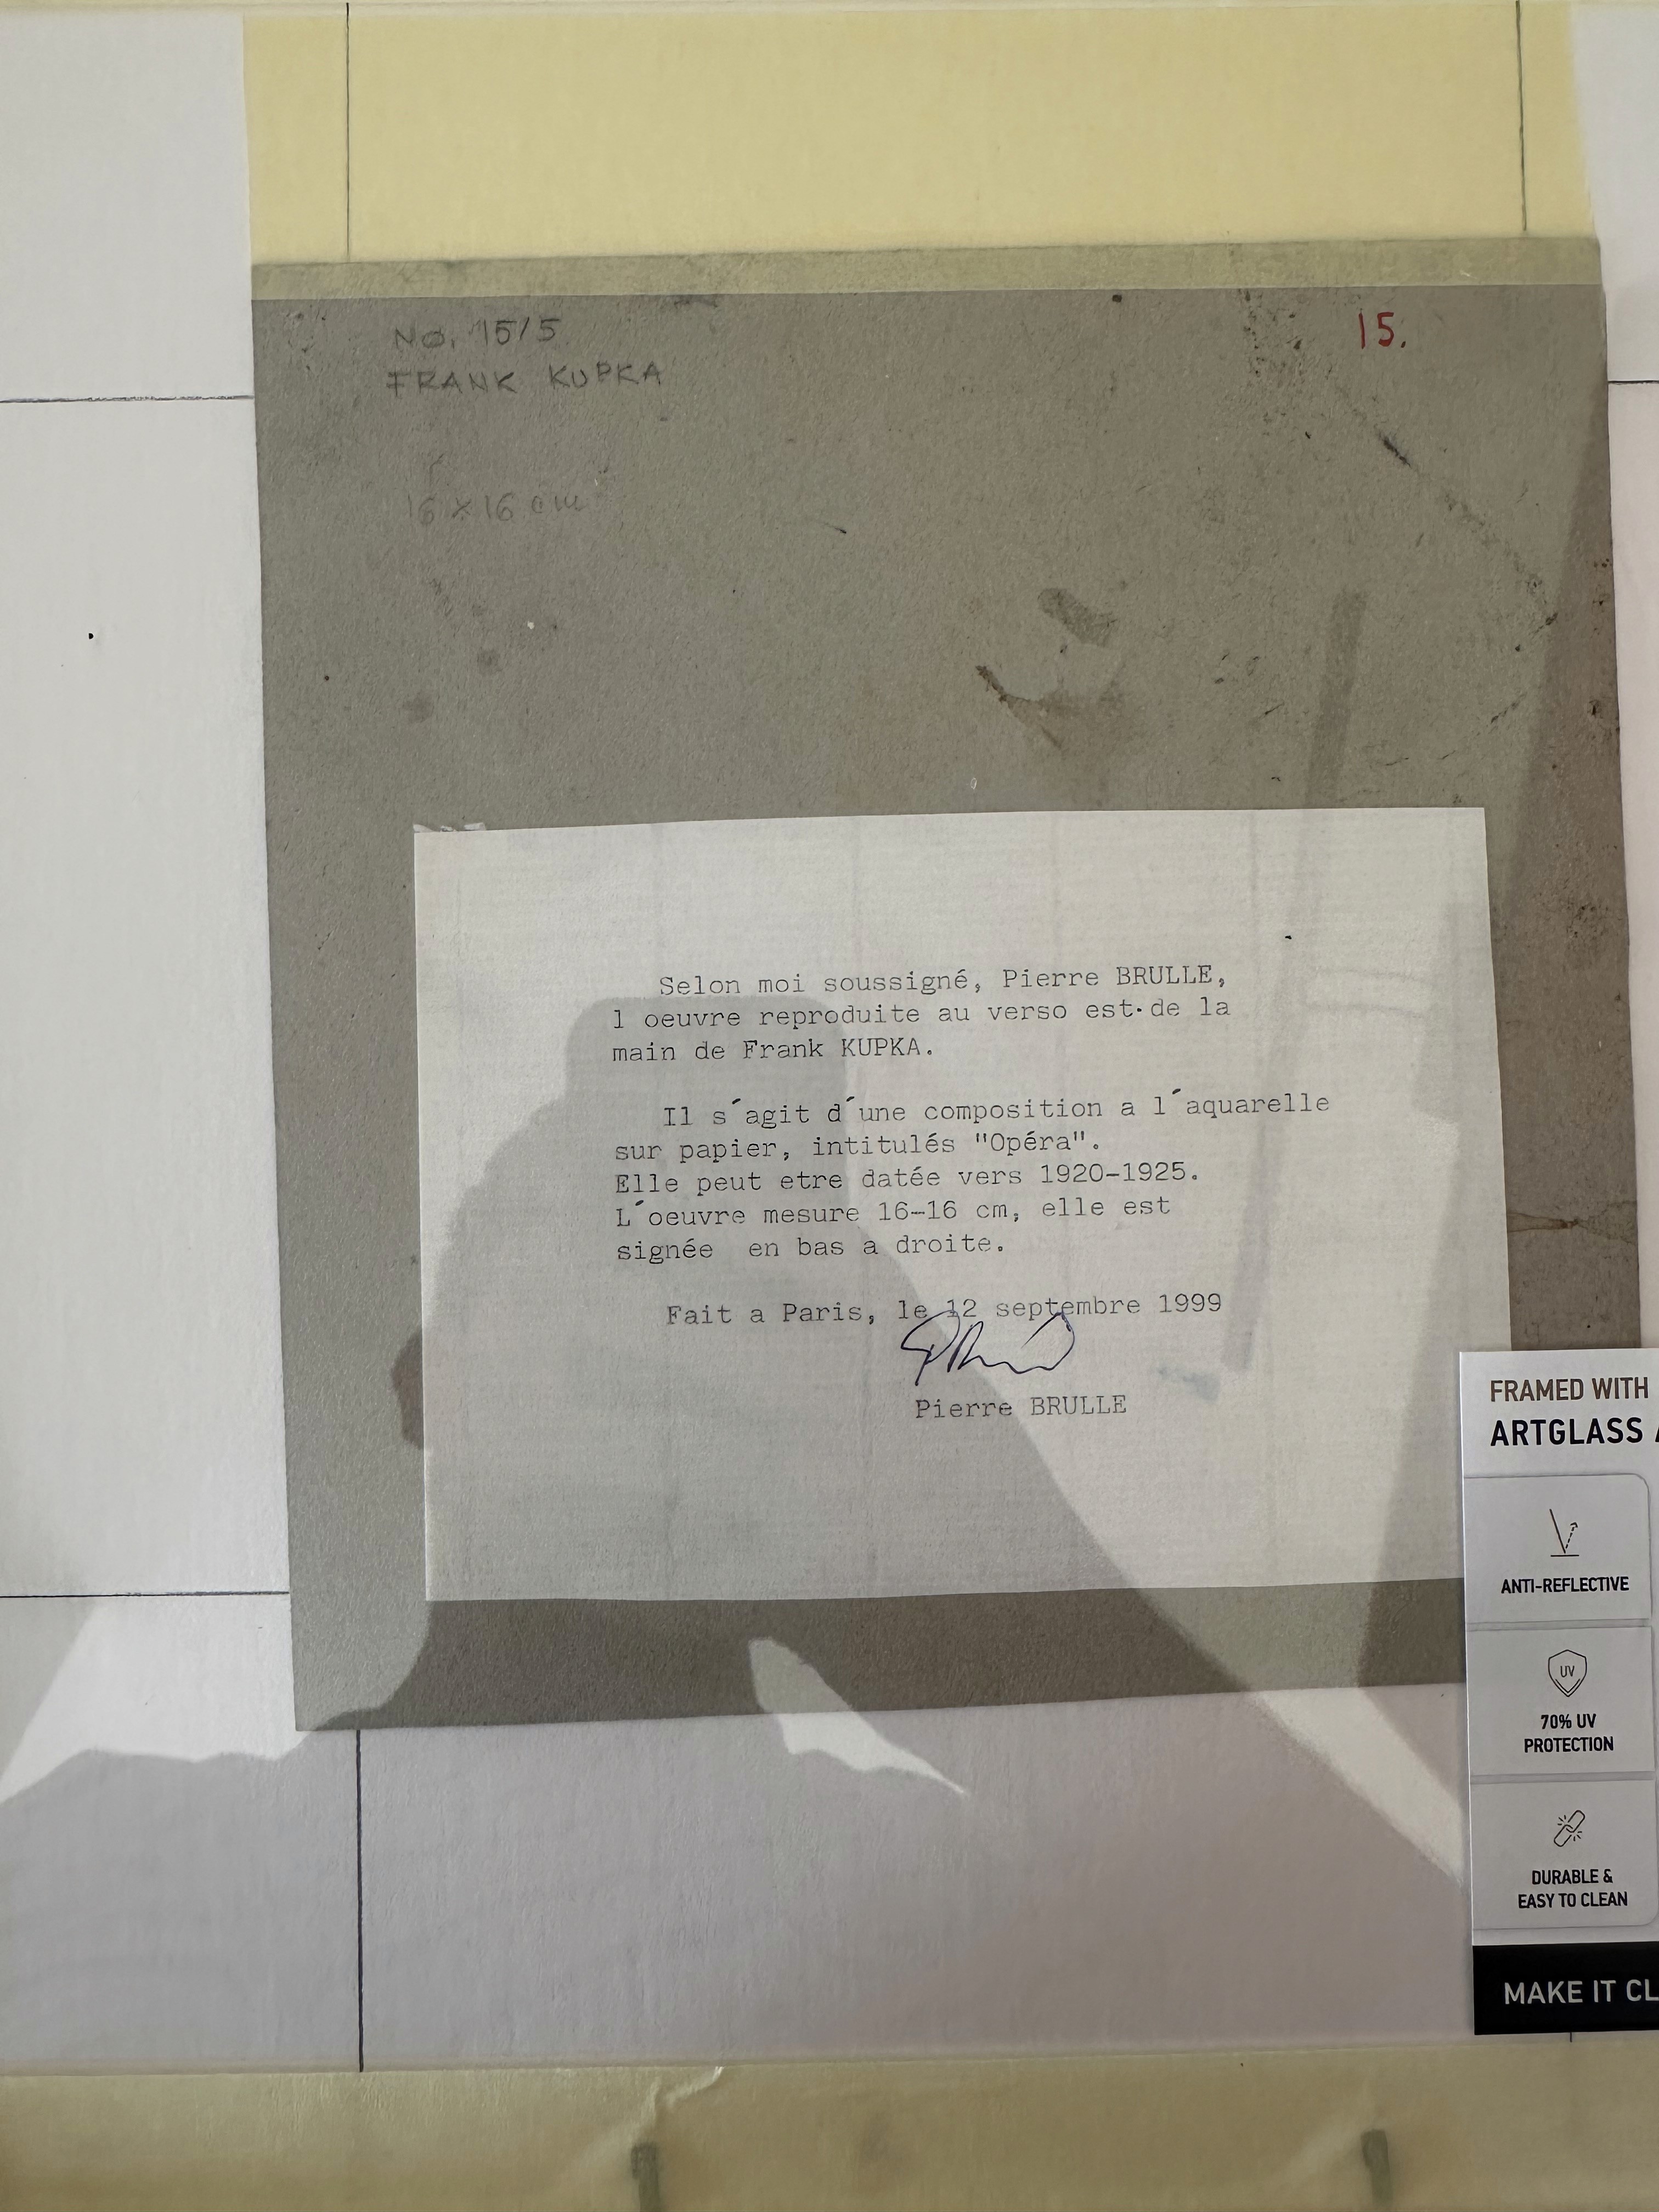 No. 15/5
FRANK KUPKA
15.
16 x 16 cm
Selon moi soussigné, Pierre BRULLE,
l oeuvre reproduite au verso est de la
main de Frank KUPKA.
Il s´agit d´une composition a l´aquarelle
sur papier, intitulés "Opéra".
Elle peut etre datée vers 1920-1925.
L´oeuvre mesure 16-16 cm, elle est
signée en bas a droite.
Fait a Paris, le 12 septembre 1999
Pierre BRULLE
FRAMED WITH
ARTGLASS
ANTI-REFLECTIVE
UV
70% UV
PROTECTION
DURABLE &
EASY TO CLEAN
MAKE IT CL